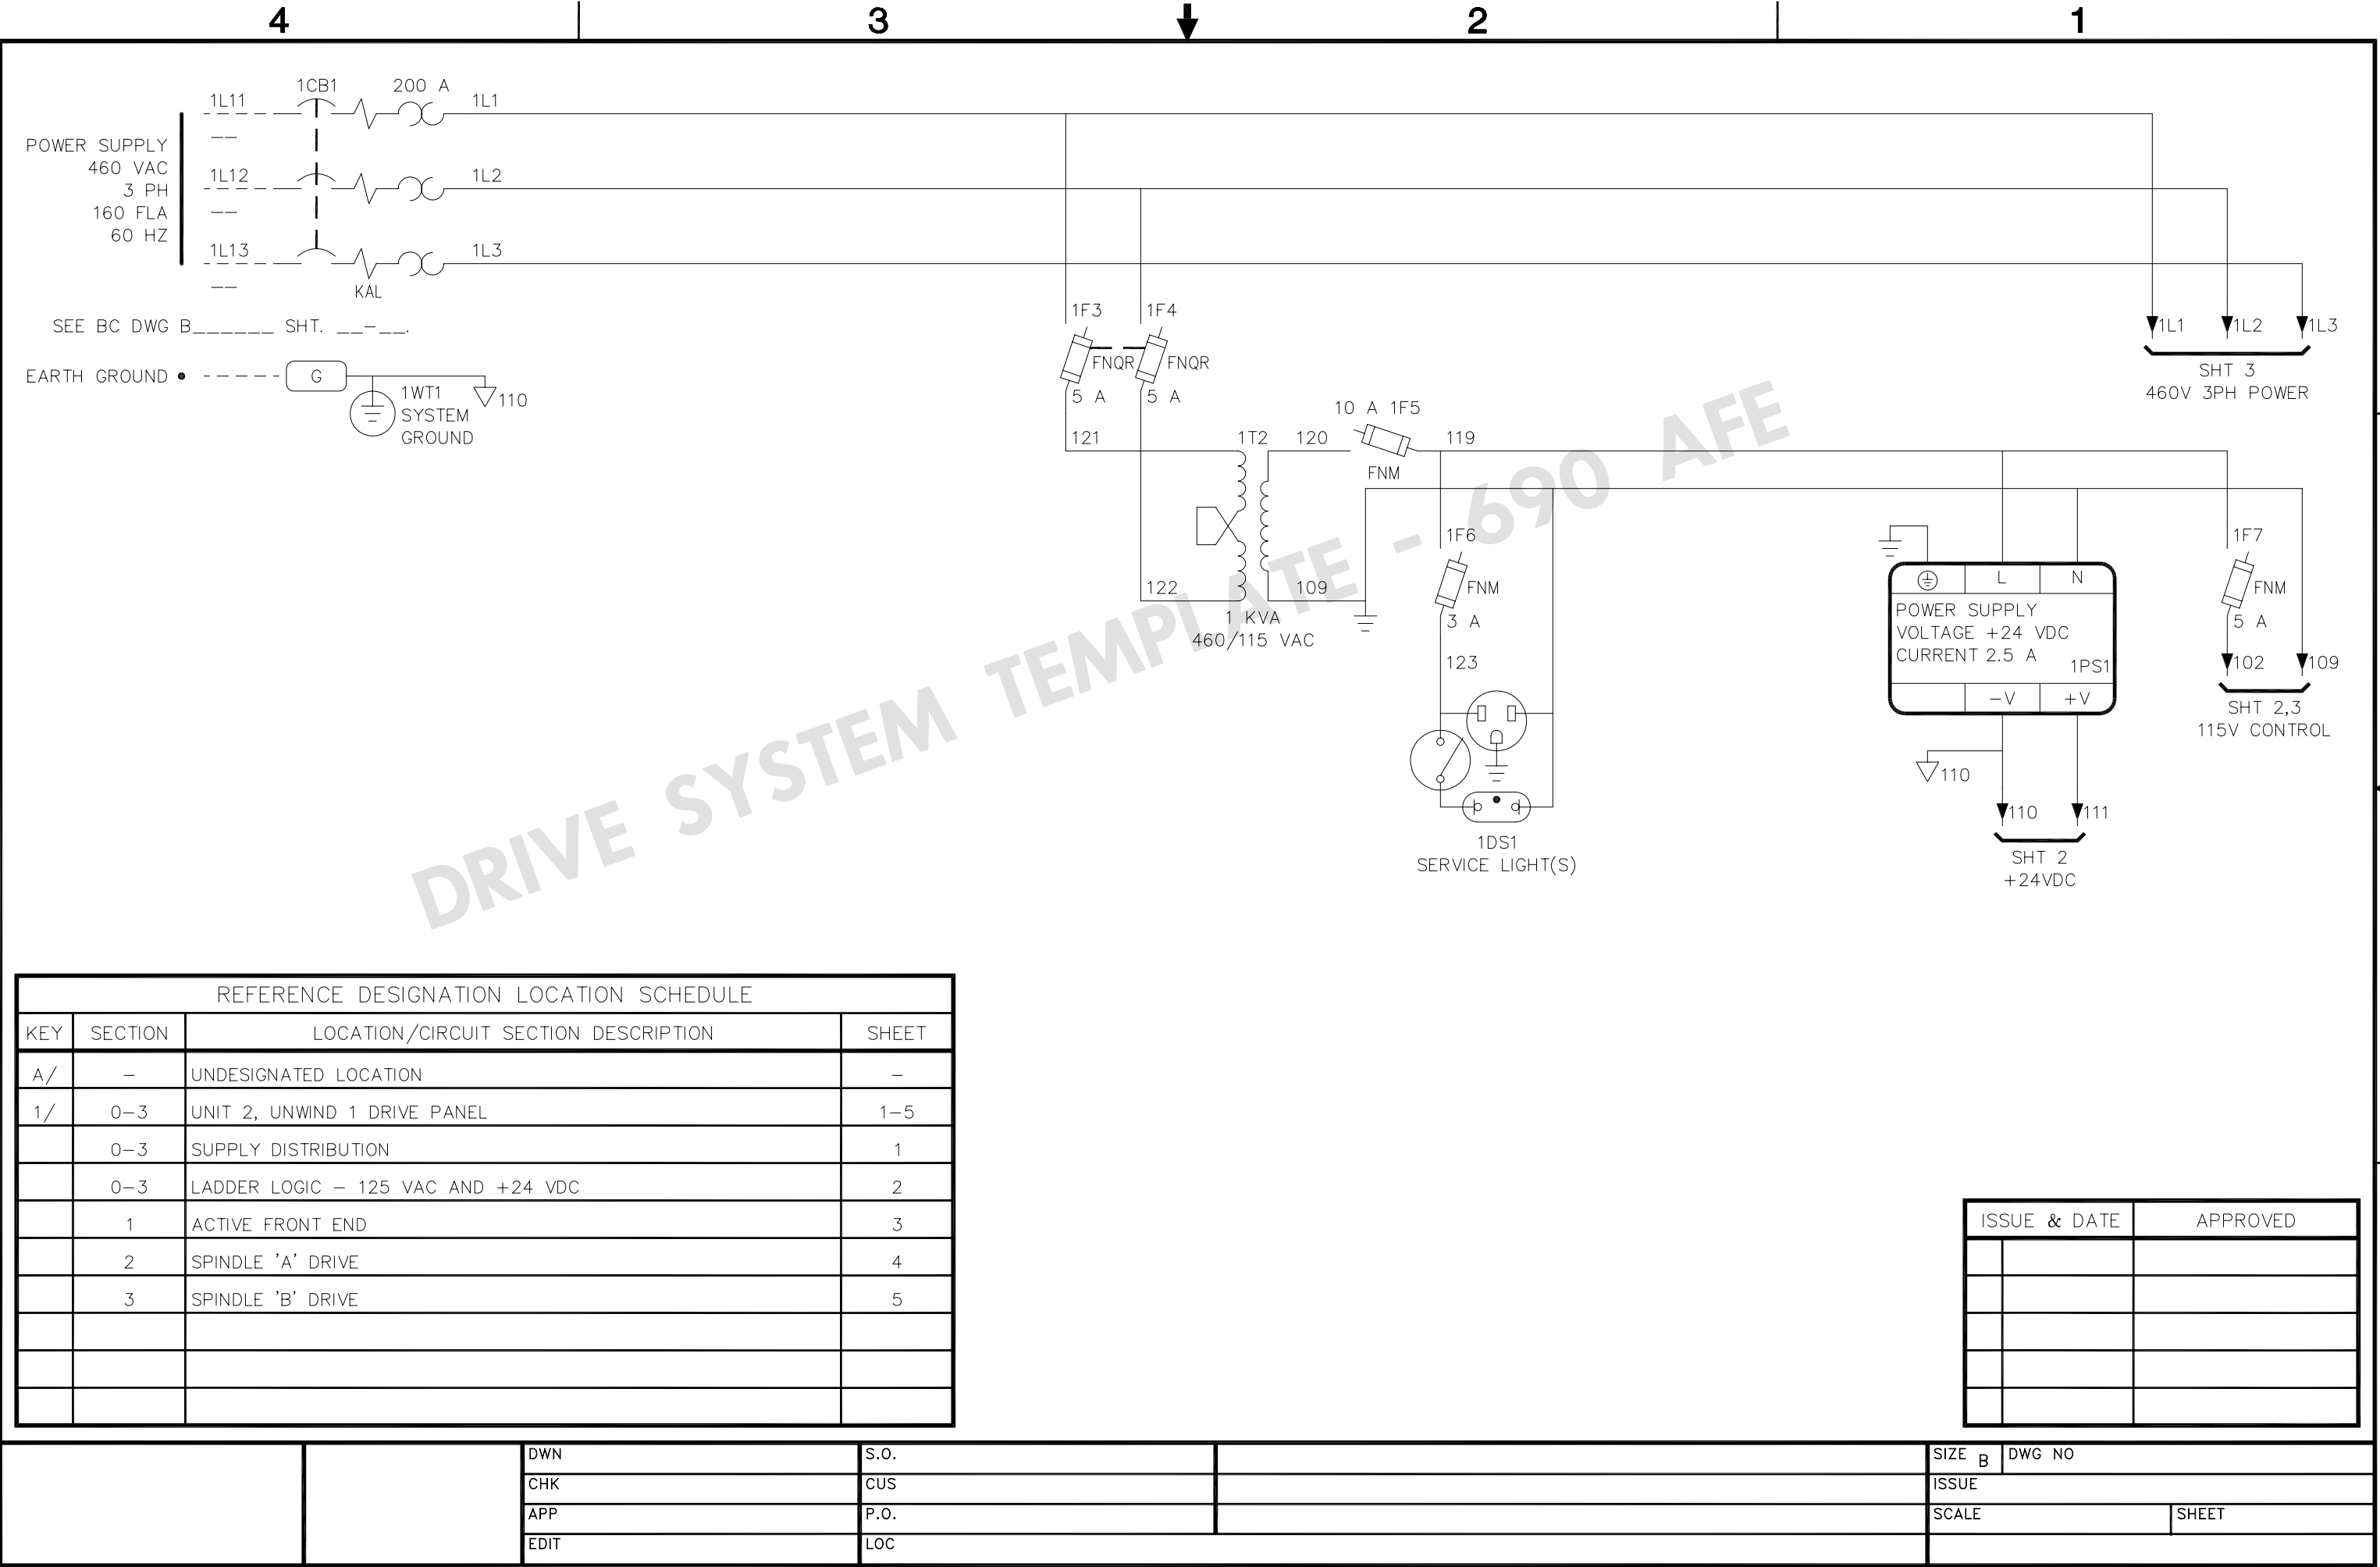 4 3 2 1
1CB1 200 A
1L11 1L1
POWER SUPPLY
460 VAC
3 PH
160 FLA
60 HZ
1L12 1L2
1L13 1L3
KAL
SEE BC DWG B______ SHT. __-__.
EARTH GROUND G
1WT1
SYSTEM
GROUND
110
1F3 1F4
FNQR FNQR
5 A 5 A
121 1T2 120
10 A 1F5
FNM
119
122 109
1 KVA
460/115 VAC
1F6
FNM
3 A
123
1DS1
SERVICE LIGHT(S)
1L1 1L2 1L3
SHT 3
460V 3PH POWER
L N
POWER SUPPLY
VOLTAGE +24 VDC
CURRENT 2.5 A
1PS1
-V +V
110
110 111
SHT 2
+24VDC
1F7
FNM
5 A
102 109
SHT 2,3
115V CONTROL
DRIVE SYSTEM TEMPLATE - 690 AFE
REFERENCE DESIGNATION LOCATION SCHEDULE
KEY SECTION LOCATION/CIRCUIT SECTION DESCRIPTION SHEET
A/ - UNDESIGNATED LOCATION -
1/ 0-3 UNIT 2, UNWIND 1 DRIVE PANEL 1-5
0-3 SUPPLY DISTRIBUTION 1
0-3 LADDER LOGIC - 125 VAC AND +24 VDC 2
1 ACTIVE FRONT END 3
2 SPINDLE 'A' DRIVE 4
3 SPINDLE 'B' DRIVE 5
ISSUE & DATE APPROVED
DWN S.O. SIZE B DWG NO
CHK CUS ISSUE
APP P.O. SCALE SHEET
EDIT LOC